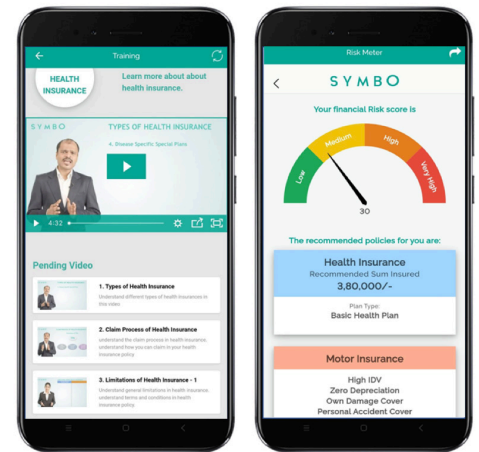 Training
HEALTH
INSURANCE
Learn more about about
health insurance.
SYMBO
TYPES OF HEALTH INSURANCE
4. Disease Specific Special Plans
4:32
Pending Video
1. Types of Health Insurance
Understand different types of health insurances in
this video
2. Claim Process of Health Insurance
understand the claim process in health insurance.
understand how you can claim in your health
insurance policy
3. Limitations of Health Insurance - 1
Understand general limitations in health insurance.
understand terms and conditions in health
insurance policy
Risk Meter
SYMBO
Your financial Risk score is
Low
Medium
High
Very High
30
The recommended policies for you are:
Health Insurance
Recommended Sum Insured
3,80,000/-
Plan Type:
Basic Health Plan
Motor Insurance
High IDV
Zero Depreciation
Own Damage Cover
Personal Accident Cover